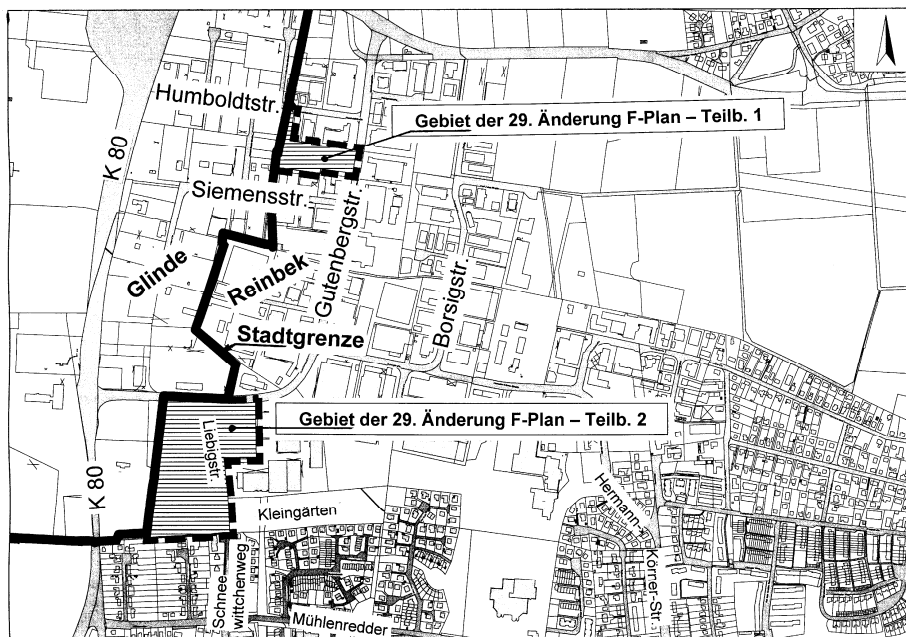 Humboldtstr.
Gebiet der 29. Änderung F-Plan – Teilb. 1
K 80
Siemensstr.
Glinde
Reinbek
Gutenbergstr.
Borsigstr.
Stadtgrenze
Gebiet der 29. Änderung F-Plan – Teilb. 2
Liebigstr.
K 80
Kleingärten
Hermann-
Körner-Str.
Schnee-
wittchenweg
Mühlenredder